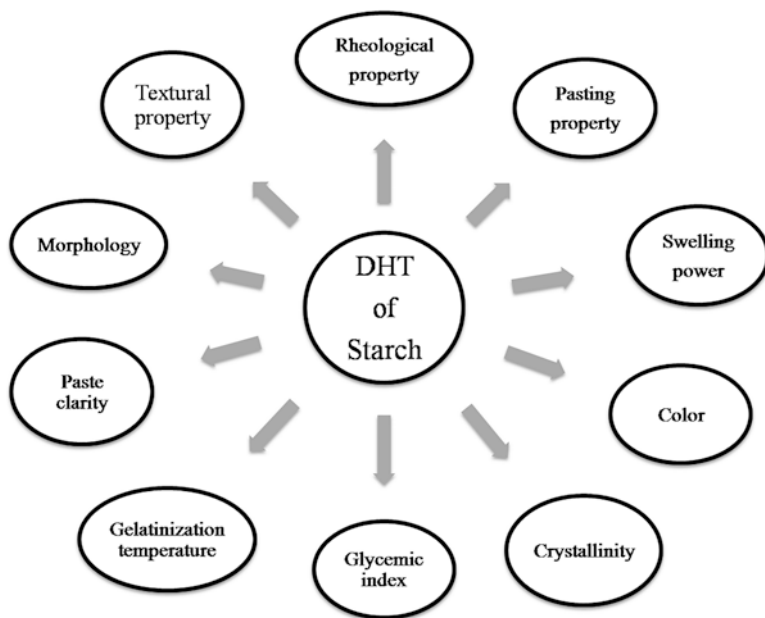 Rheological
property
Textural
property
Pasting
property
Morphology
Swelling
power
DHT
of
Starch
Paste
clarity
Color
Gelatinization
temperature
Glycemic
index
Crystallinity